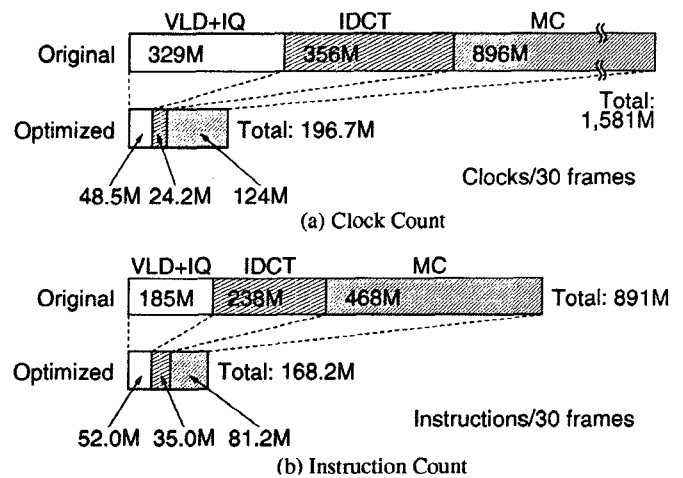 VLD+IQ IDCT MC
Original 329M 356M 896M
Total:
1,581M
Optimized Total: 196.7M
Clocks/30 frames
48.5M 24.2M 124M
(a) Clock Count
VLD+IQ IDCT MC
Original 185M 238M 468M Total: 891M
Optimized Total: 168.2M
Instructions/30 frames
52.0M 35.0M 81.2M
(b) Instruction Count